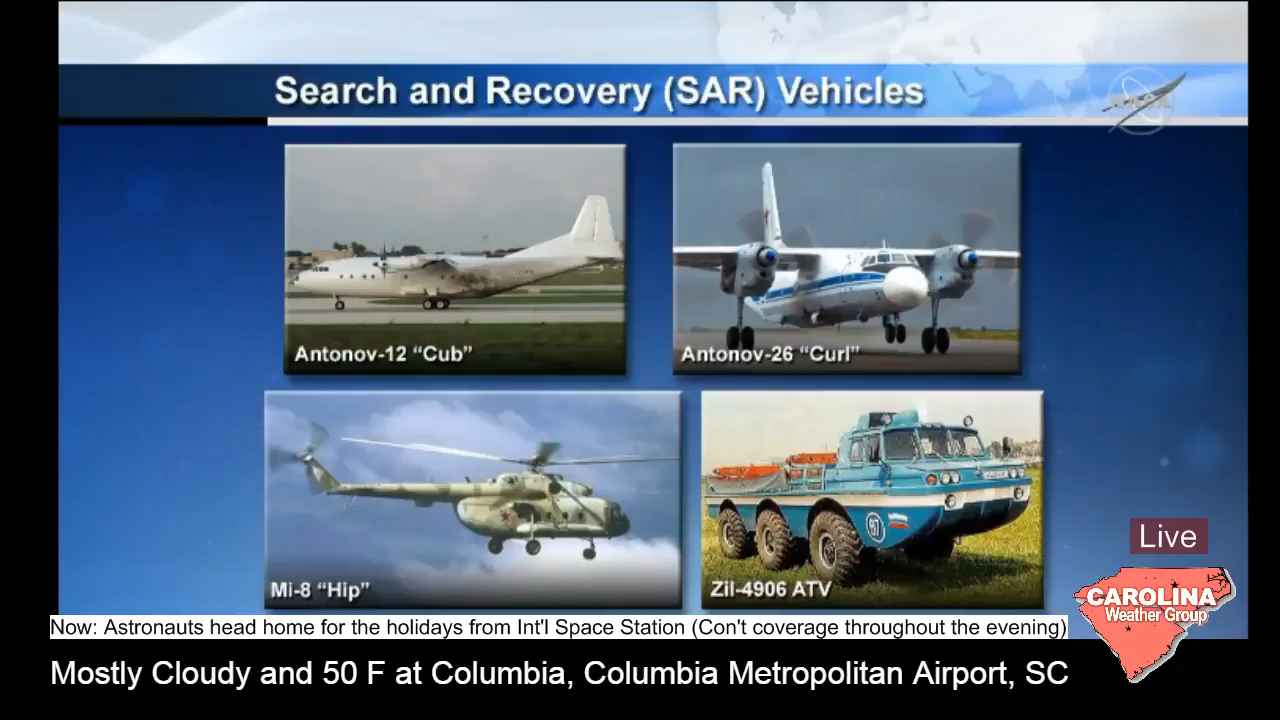 Search and Recovery (SAR) Vehicles
NASA
Antonov-12 “Cub”
Antonov-26 “Curl”
Mi-8 “Hip”
97
Zil-4906 ATV
Live
CAROLINA
Weather Group
Now: Astronauts head home for the holidays from Int'l Space Station (Con't coverage throughout the evening)
Mostly Cloudy and 50 F at Columbia, Columbia Metropolitan Airport, SC